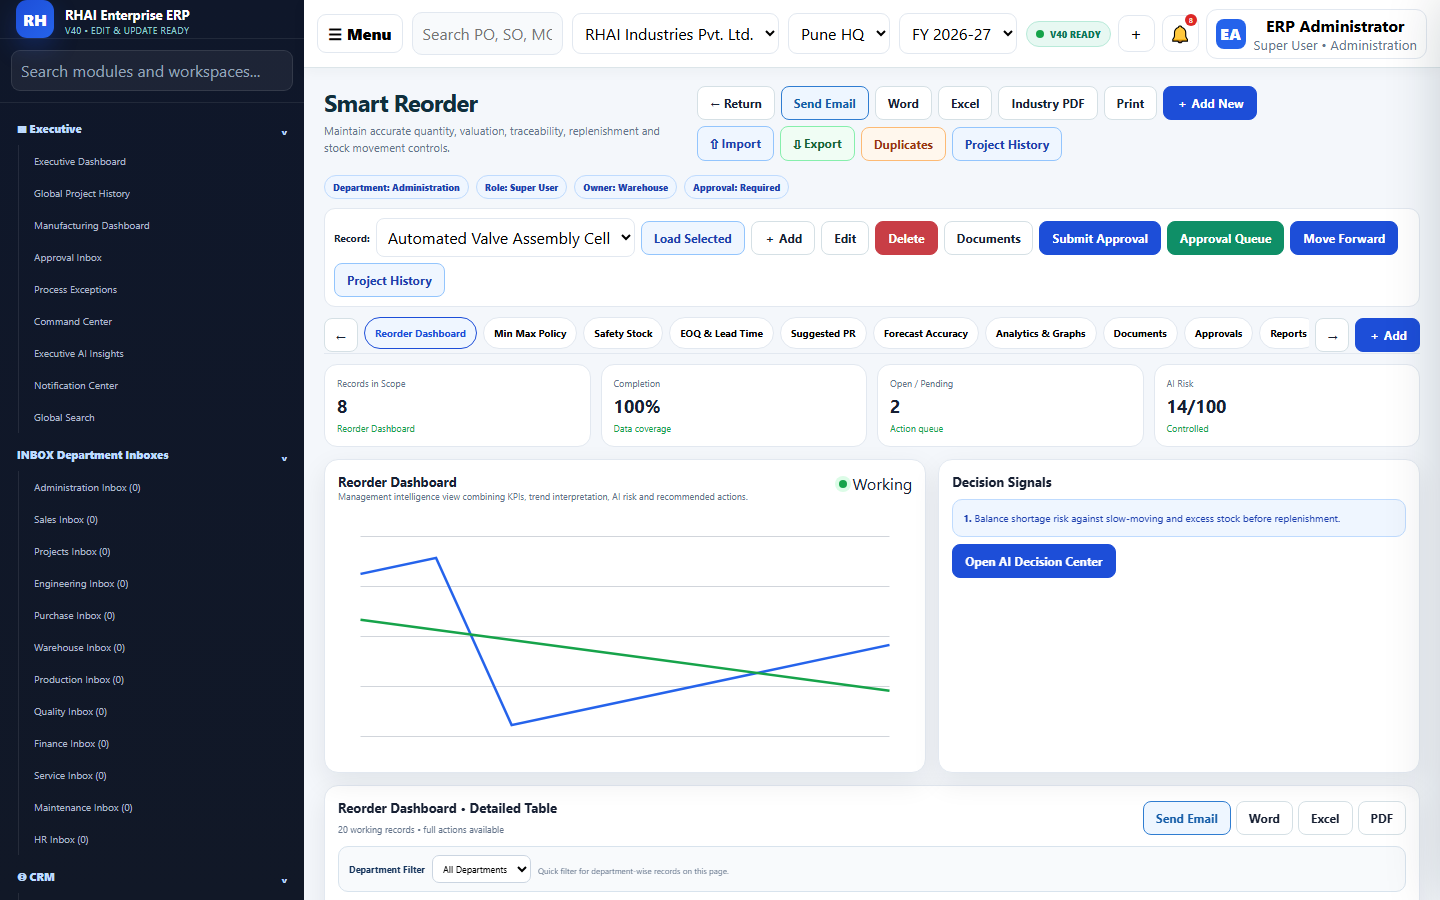 RH
RHAI Enterprise ERP
V40 • EDIT & UPDATE READY
Search modules and workspaces...
Executive
Executive Dashboard
Global Project History
Manufacturing Dashboard
Approval Inbox
Process Exceptions
Command Center
Executive AI Insights
Notification Center
Global Search
INBOX Department Inboxes
Administration Inbox (0)
Sales Inbox (0)
Projects Inbox (0)
Engineering Inbox (0)
Purchase Inbox (0)
Warehouse Inbox (0)
Production Inbox (0)
Quality Inbox (0)
Finance Inbox (0)
Service Inbox (0)
Maintenance Inbox (0)
HR Inbox (0)
CRM
☰ Menu
Search PO, SO, MC
RHAI Industries Pvt. Ltd.
Pune HQ
FY 2026-27
V40 READY
+
8
EA
ERP Administrator
Super User • Administration
Smart Reorder
Maintain accurate quantity, valuation, traceability, replenishment and
stock movement controls.
← Return
Send Email
Word
Excel
Industry PDF
Print
+ Add New
⇧ Import
⇩ Export
Duplicates
Project History
Department: Administration
Role: Super User
Owner: Warehouse
Approval: Required
Record:
Automated Valve Assembly Cell
Load Selected
+ Add
Edit
Delete
Documents
Submit Approval
Approval Queue
Move Forward
Project History
←
Reorder Dashboard
Min Max Policy
Safety Stock
EOQ & Lead Time
Suggested PR
Forecast Accuracy
Analytics & Graphs
Documents
Approvals
Reports
→
+ Add
Records in Scope
8
Reorder Dashboard
Completion
100%
Data coverage
Open / Pending
2
Action queue
AI Risk
14/100
Controlled
Reorder Dashboard
Management intelligence view combining KPIs, trend interpretation, AI risk and recommended actions.
Working
Decision Signals
1. Balance shortage risk against slow-moving and excess stock before replenishment.
Open AI Decision Center
Reorder Dashboard • Detailed Table
20 working records • full actions available
Send Email
Word
Excel
PDF
Department Filter
All Departments
Quick filter for department-wise records on this page.